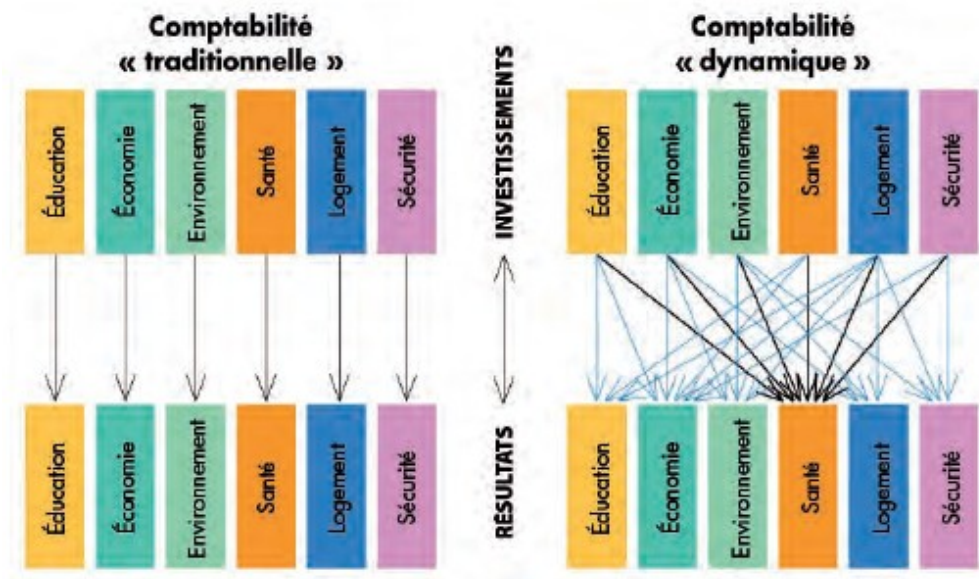 Comptabilité
« traditionnelle »
Éducation
Économie
Environnement
Santé
Logement
Sécurité
Éducation
Économie
Environnement
Santé
Logement
Sécurité
INVESTISSEMENTS
RÉSULTATS
Comptabilité
« dynamique »
Éducation
Économie
Environnement
Santé
Logement
Sécurité
Éducation
Économie
Environnement
Santé
Logement
Sécurité